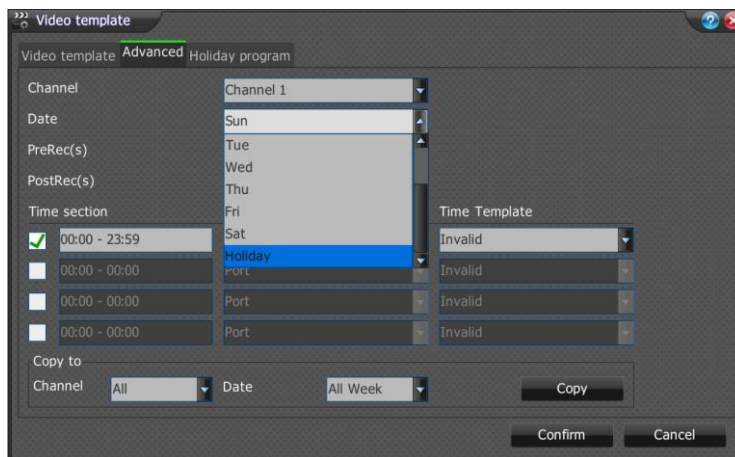 Video template
Video template Advanced Holiday program
Channel Channel 1
Date Sun
Tue
PreRec(s)
Wed
PostRec(s)
Thu
Time section Fri Time Template
Sat
00:00 - 23:59 Invalid
Holiday
00:00 - 00:00 Port Invalid
00:00 - 00:00 Port Invalid
00:00 - 00:00 Port Invalid
Copy to
Channel All Date All Week Copy
Confirm Cancel